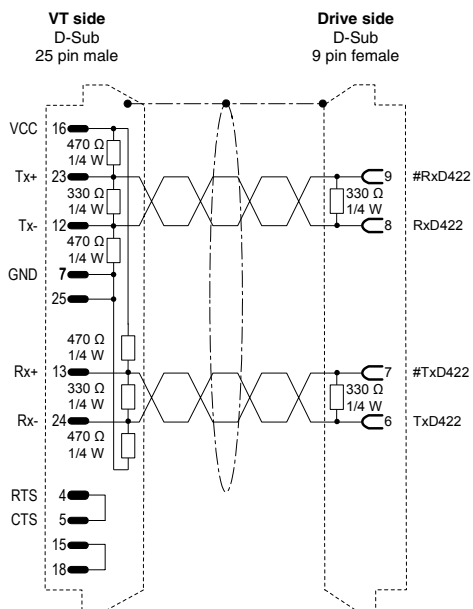 VT side
D-Sub
25 pin male
Drive side
D-Sub
9 pin female
VCC 16
470 Ω
1/4 W
Tx+ 23
330 Ω
1/4 W
Tx- 12
470 Ω
1/4 W
GND 7
25
9 #RxD422
330 Ω
1/4 W
8 RxD422
470 Ω
1/4 W
Rx+ 13
330 Ω
1/4 W
Rx- 24
470 Ω
1/4 W
7 #TxD422
330 Ω
1/4 W
6 TxD422
RTS 4
CTS 5
15
18